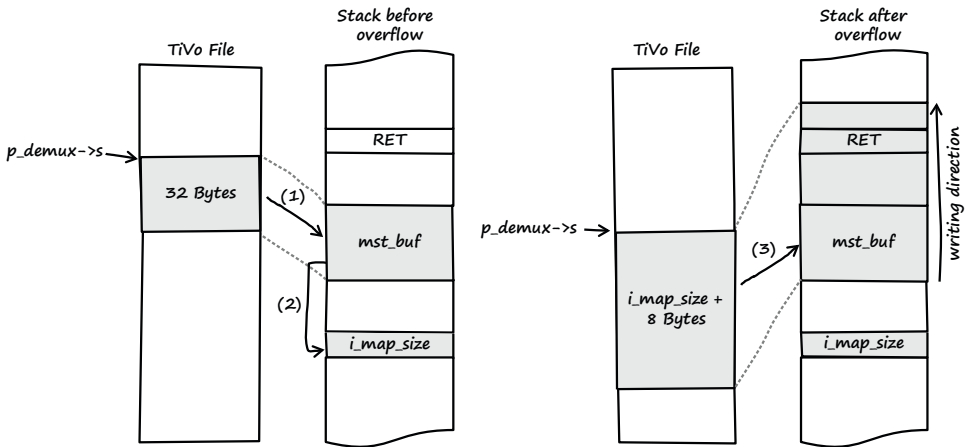 Stack before
overflow
TiVo File
RET
p_demux->s
32 Bytes
(1)
mst_buf
(2)
i_map_size
Stack after
overflow
TiVo File
RET
p_demux->s
(3)
mst_buf
i_map_size +
8 Bytes
i_map_size
writing direction